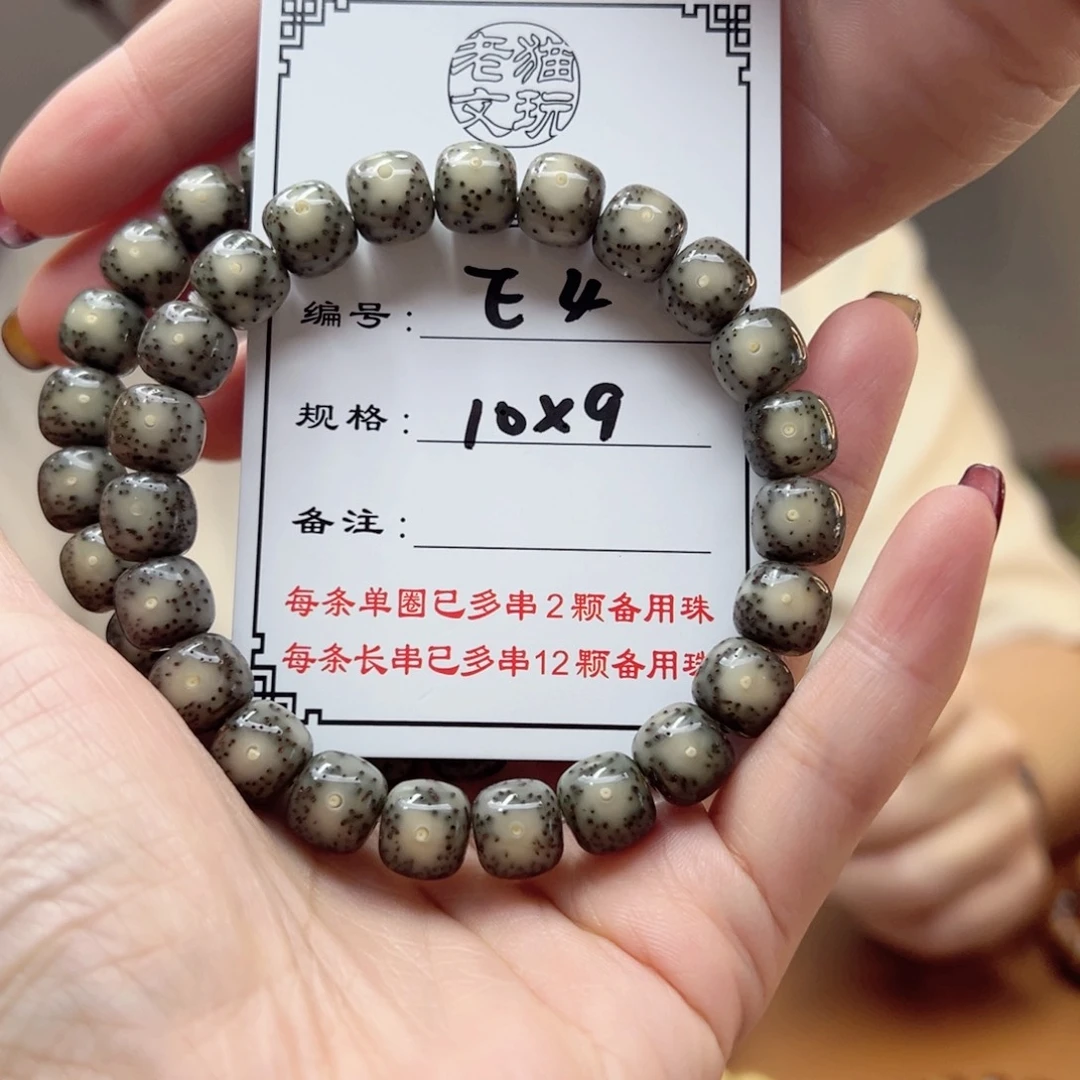 老猫
文玩
编号：E4
规格：10X9
备注：
每条单圈已多串2颗备用珠
每条长串已多串12颗备用珠